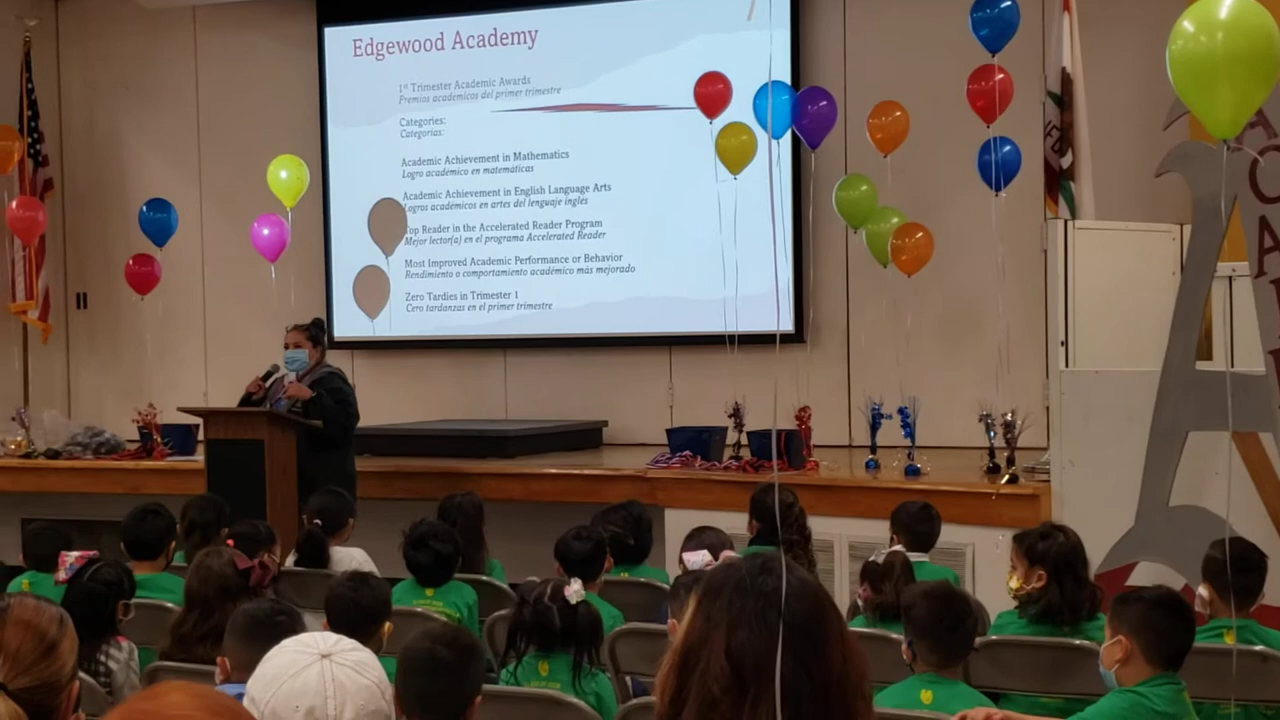 Edgewood Academy
1st Trimester Academic Awards
Premios academicos del primer trimestre
Categories:
Categorias:
Academic Achievement in Mathematics
Logro académico en matemáticas
Academic Achievement in English Language Arts
Logros académicos en artes del lenguaje ingles
Top Reader in the Accelerated Reader Program
Mejor lector(a) en el programa Accelerated Reader
Most Improved Academic Performance or Behavior
Rendimiento o comportamiento académico más mejorado
Zero Tardies in Trimester 1
Cero tardanzas en el primer trimestre